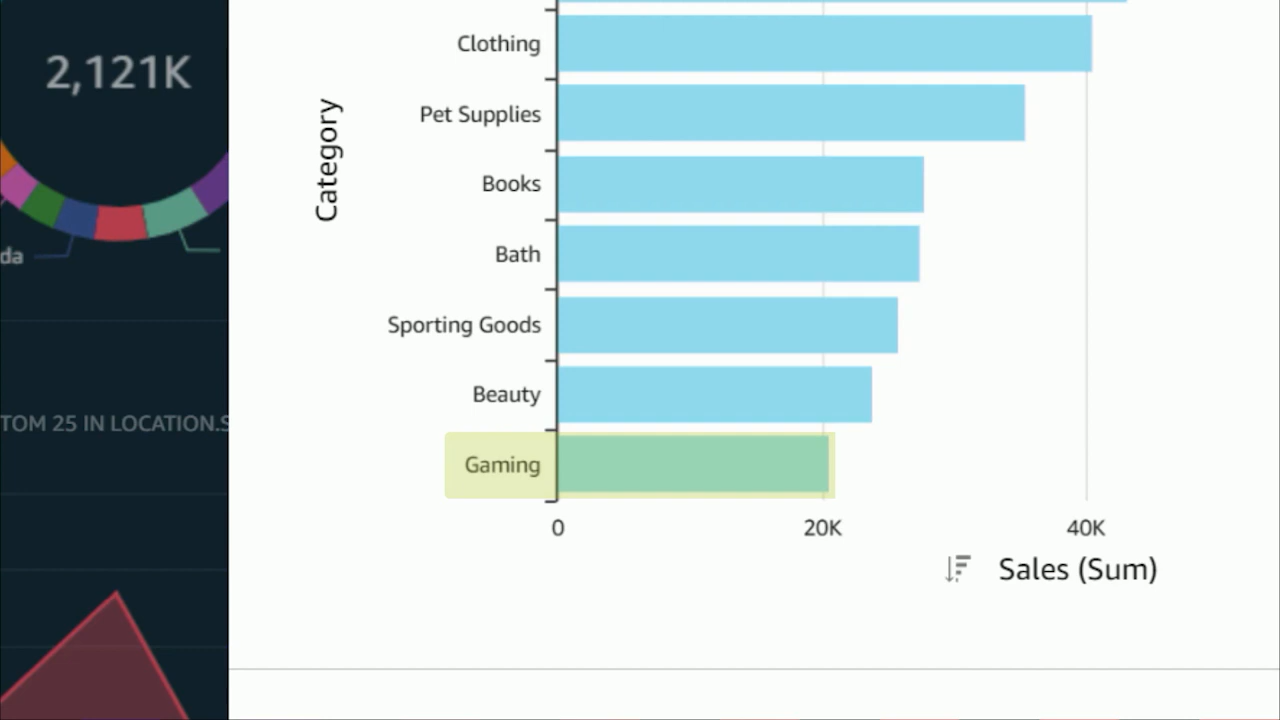 2,121K
da
TOM 25 IN LOCATION.S
Category
Clothing
Pet Supplies
Books
Bath
Sporting Goods
Beauty
Gaming
0 20K 40K
Sales (Sum)